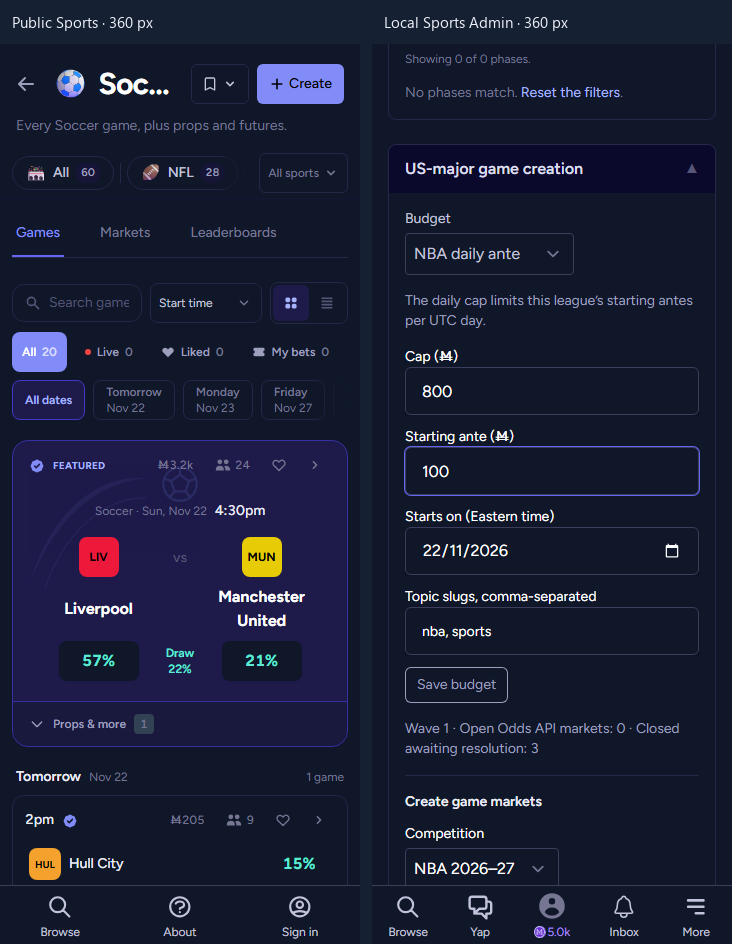 Public Sports · 360 px
Soc...
Create
Every Soccer game, plus props and futures.
All 60
NFL 28
All sports
Games Markets Leaderboards
Search game
Start time
All 20
Live 0
Liked 0
My bets 0
All dates
Tomorrow
Nov 22
Monday
Nov 23
Friday
Nov 27
FEATURED
M3.2k
24
Soccer · Sun, Nov 22 4:30pm
LIV
vs
MUN
Liverpool
Manchester
United
57%
Draw
22%
21%
Props & more 1
Tomorrow Nov 22
1 game
2pm
M205
9
HUL
Hull City
15%
Browse
About
Sign in
Local Sports Admin · 360 px
Showing 0 of 0 phases.
No phases match. Reset the filters.
US-major game creation
Budget
NBA daily ante
The daily cap limits this league's starting antes
per UTC day.
Cap (M)
800
Starting ante (M)
100
Starts on (Eastern time)
22/11/2026
Topic slugs, comma-separated
nba, sports
Save budget
Wave 1 · Open Odds API markets: 0 · Closed
awaiting resolution: 3
Create game markets
Competition
NBA 2026–27
Browse
Yap
M 5.0k
Inbox
More